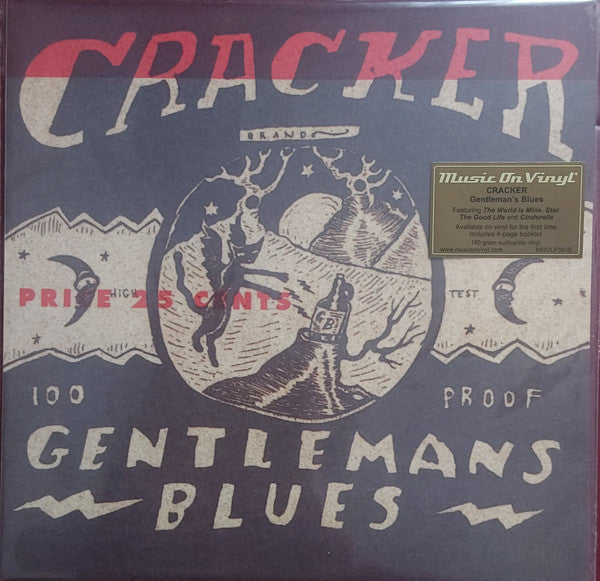 CRACKER
BRAND
Music On Vinyl
CRACKER
Gentleman's Blues
Featuring The World Is Mine, Star,
The Good Life and Cinderella
Available on vinyl for the first time
Includes 4-page booklet
180 gram audiophile vinyl
www.musiconvinyl.com
HIGH
TEST
PRICE 25 CENTS
GB
100
PROOF
GENTLEMANS
BLUES